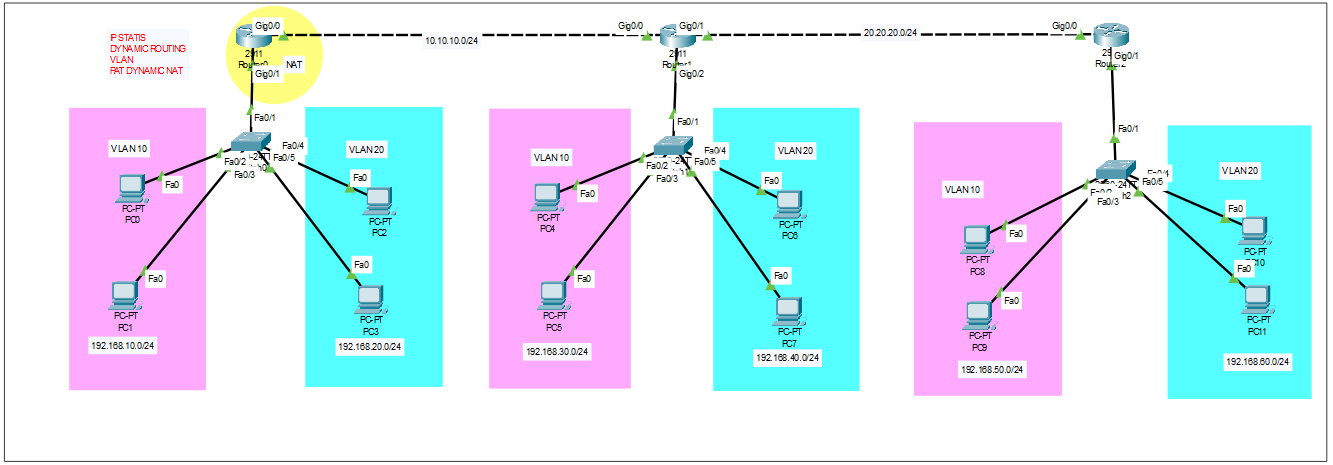 IP STATIS
DYNAMIC ROUTING
VLAN
PAT DYNAMIC NAT
Gig0/0
2911
Router0
NAT
Gig0/1
10.10.10.0/24
Gig0/0
Gig0/1
2911
Router1
Gig0/2
20.20.20.0/24
Gig0/0
Router2
Gig0/1
Fa0/1
VLAN 10
Fa0/2
Fa0/3
Fa0/4
Fa0/5
VLAN 20
Fa0
PC-PT
PC0
Fa0
PC-PT
PC1
192.168.10.0/24
Fa0
PC-PT
PC2
Fa0
PC-PT
PC3
192.168.20.0/24
Fa0/1
VLAN 10
Fa0/2
Fa0/3
Fa0/4
Fa0/5
VLAN 20
Fa0
PC-PT
PC4
Fa0
PC-PT
PC5
192.168.30.0/24
Fa0
PC-PT
PC6
Fa0
PC-PT
PC7
192.168.40.0/24
Fa0/1
VLAN 10
Fa0/3
Fa0/5
VLAN 20
Fa0
PC-PT
PC8
Fa0
PC-PT
PC9
192.168.50.0/24
Fa0
PC-PT
PC10
Fa0
PC-PT
PC11
192.168.60.0/24